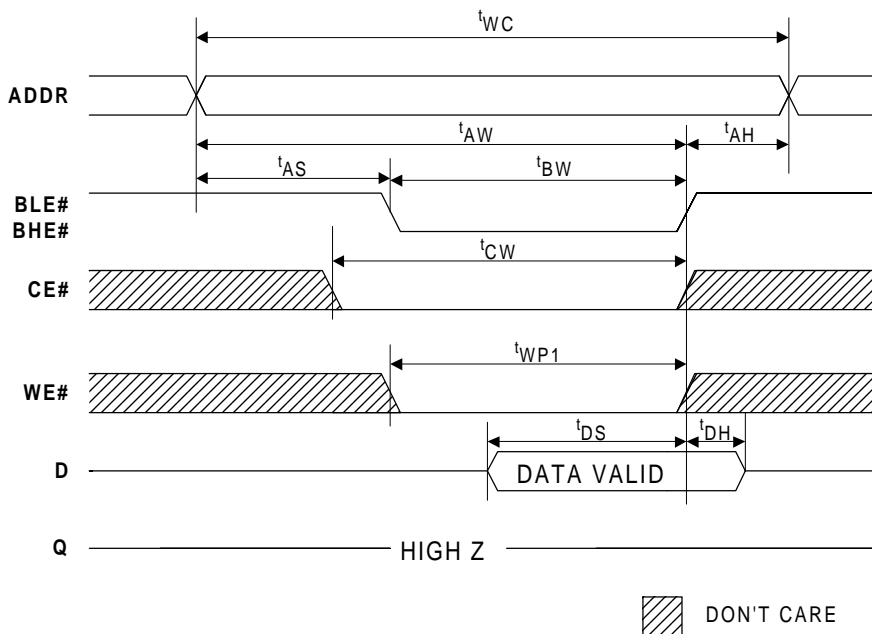 tWC
ADDR
tAW
tAH
tAS
tBW
BLE#
BHE#
tCW
CE#
tWP1
WE#
tDS
tDH
D
DATA VALID
Q
HIGH Z
DON'T CARE